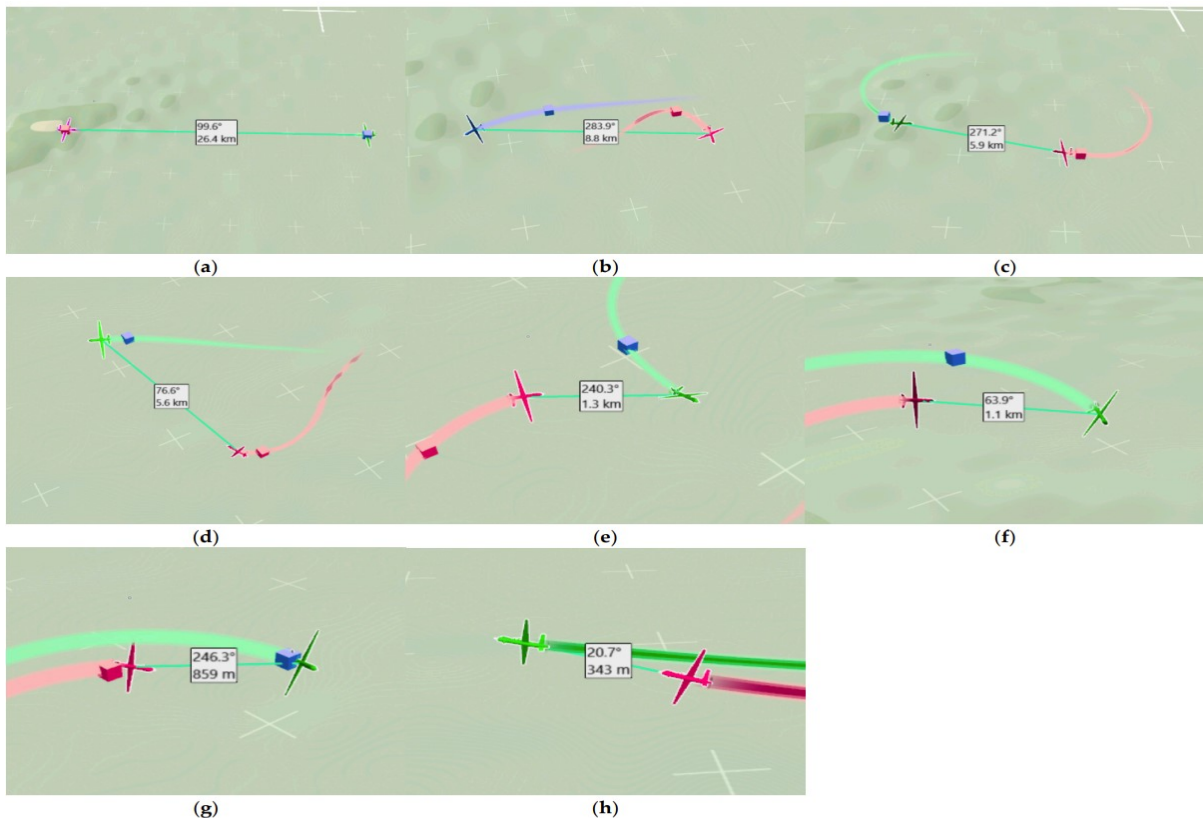 99.6°
26.4 km
283.9°
8.8 km
271.2°
5.9 km
(a)
(b)
(c)
76.6°
5.6 km
240.3°
1.3 km
63.9°
1.1 km
(d)
(e)
(f)
246.3°
859 m
20.7°
343 m
(g)
(h)